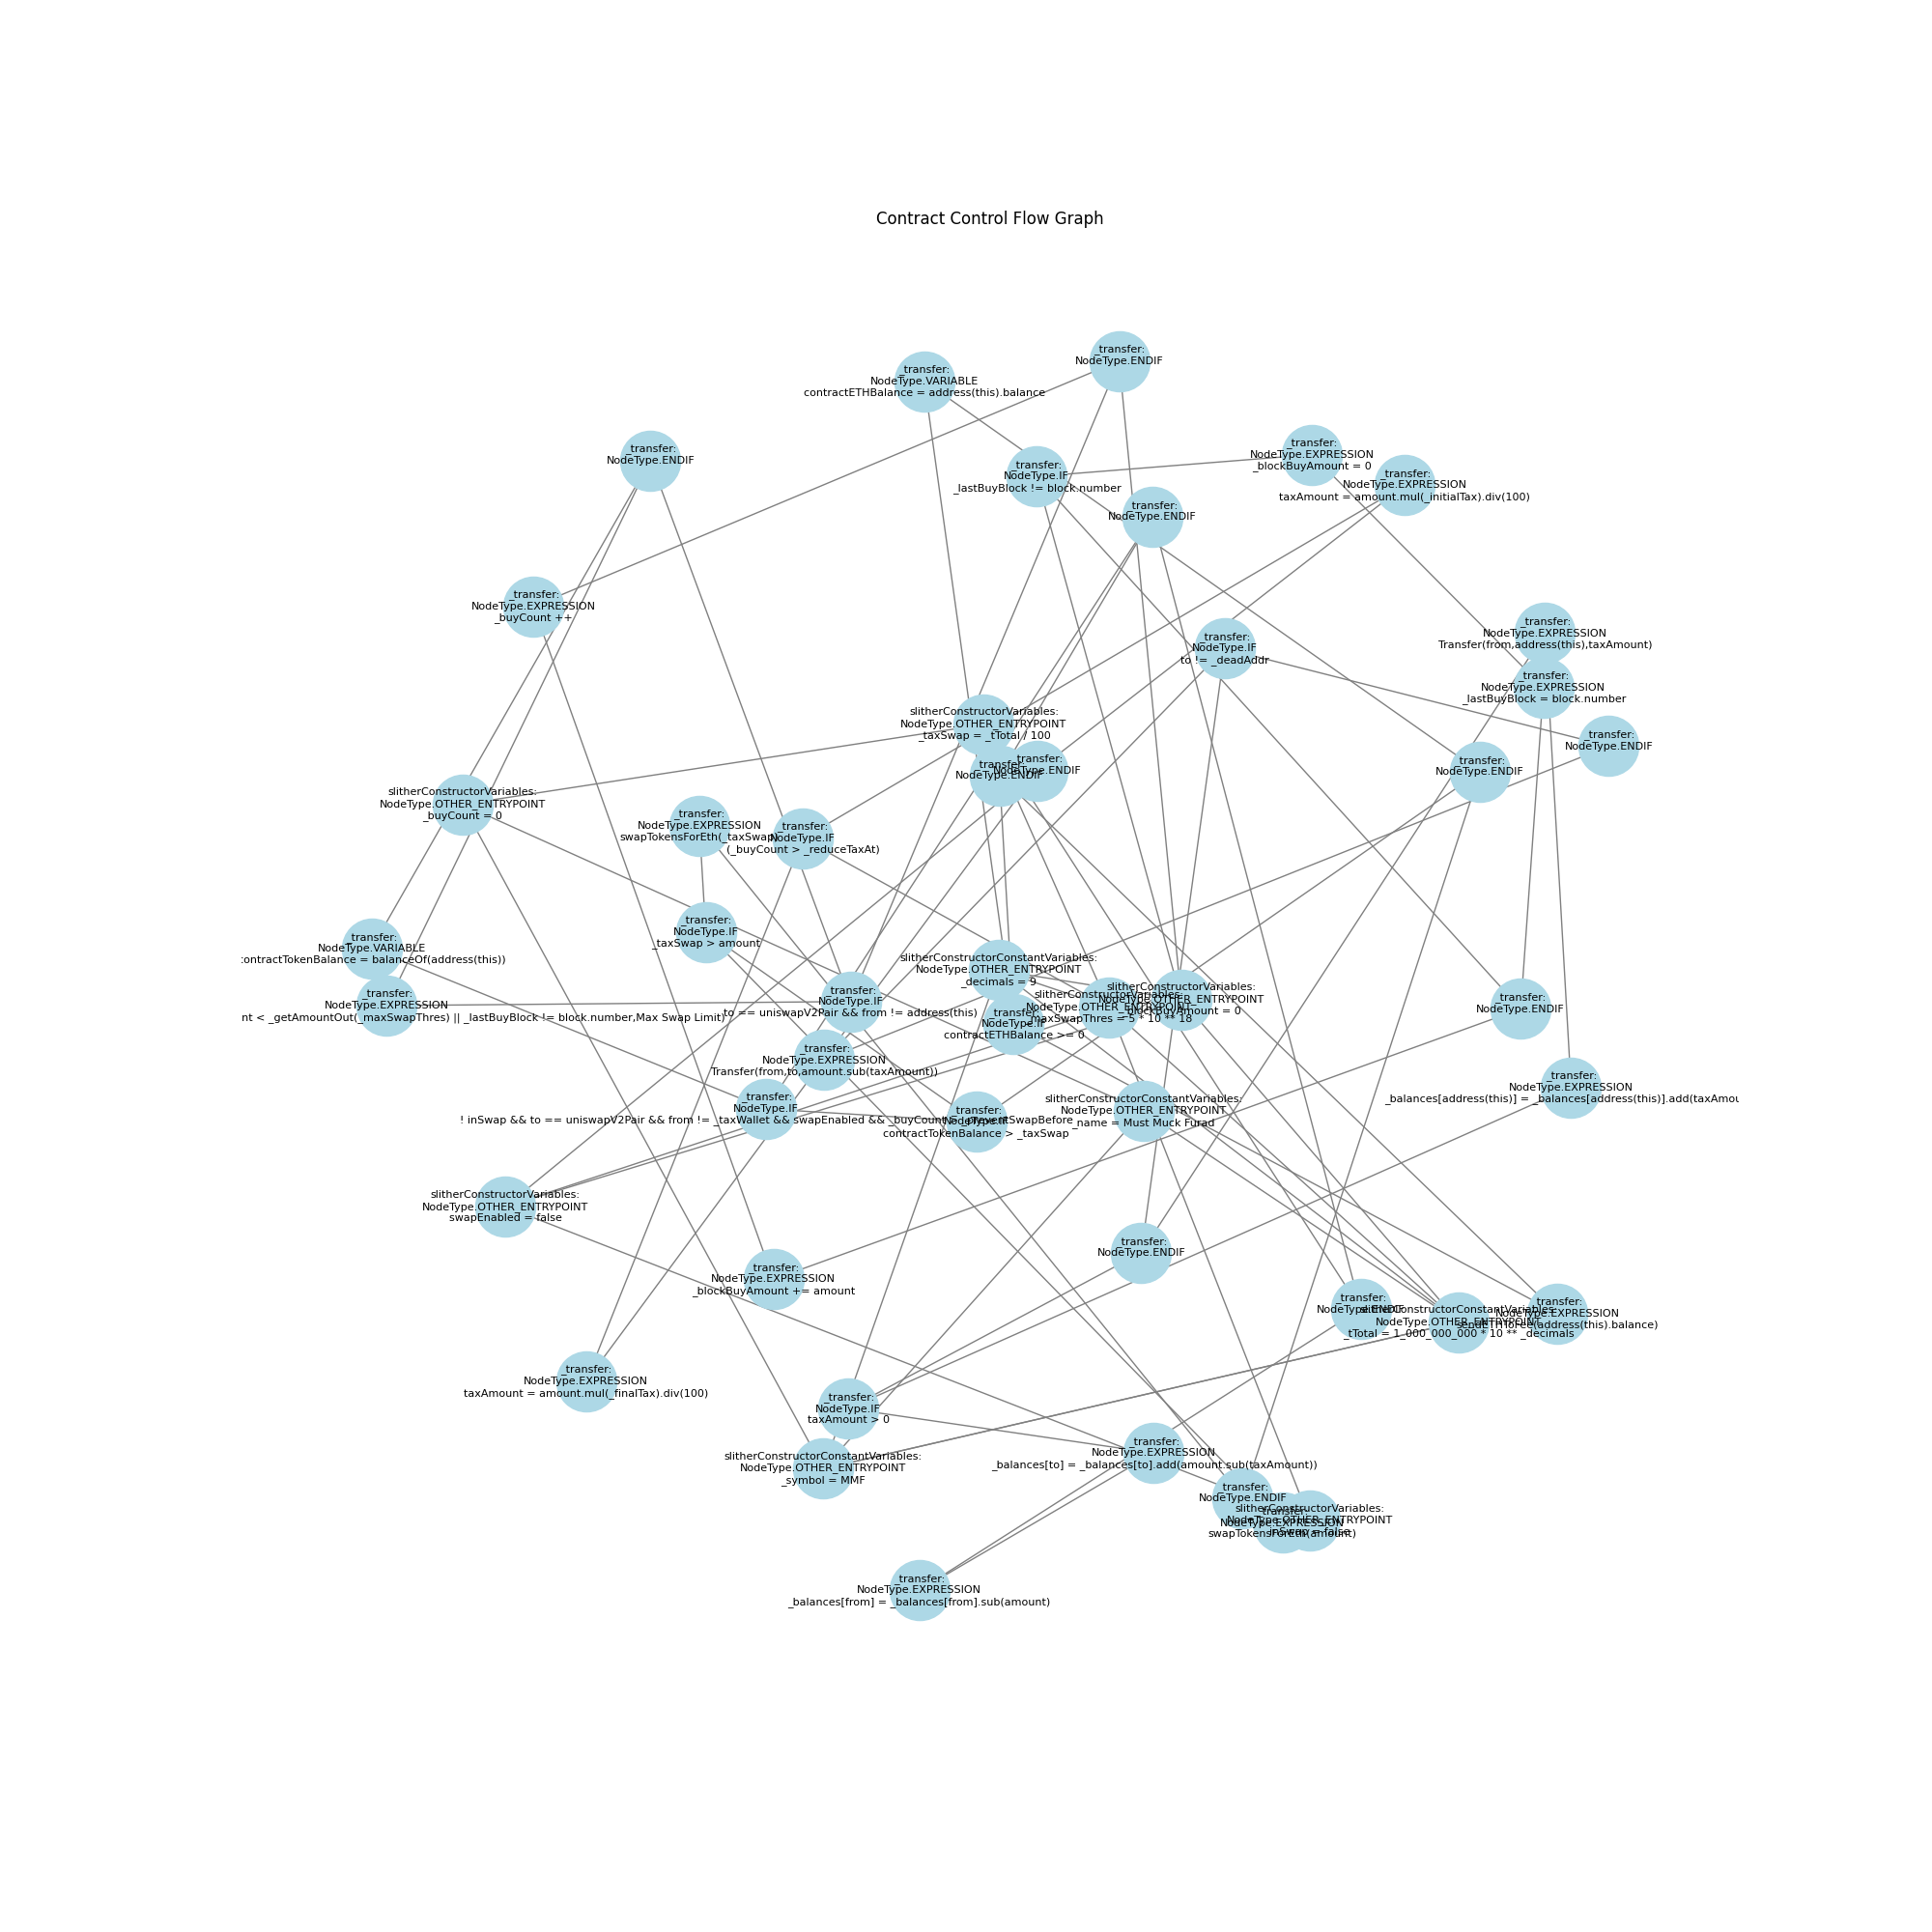 Contract Control Flow Graph
_transfer:
NodeType.ENDIF
_transfer:
NodeType.VARIABLE
contractETHBalance = address(this).balance
_transfer:
NodeType.ENDIF
_transfer:
NodeType.EXPRESSION
_blockBuyAmount = 0
_transfer:
NodeType.IF
_lastBuyBlock != block.number
_transfer:
NodeType.EXPRESSION
taxAmount = amount.mul(_initialTax).div(100)
_transfer:
NodeType.ENDIF
_transfer:
NodeType.EXPRESSION
_buyCount ++
_transfer:
NodeType.EXPRESSION
Transfer(from,address(this),taxAmount)
_transfer:
NodeType.IF
to != _deadAddr
_transfer:
NodeType.EXPRESSION
_lastBuyBlock = block.number
slitherConstructorVariables:
NodeType.OTHER_ENTRYPOINT
_taxSwap = _tTotal / 100
_transfer:
NodeType.ENDIF
_transfer:
NodeType.ENDIF
_transfer:
NodeType.ENDIF
_transfer:
NodeType.ENDIF
slitherConstructorVariables:
NodeType.OTHER_ENTRYPOINT
_buyCount = 0
_transfer:
NodeType.EXPRESSION
swapTokensForEth(_taxSwap)
_transfer:
NodeType.IF
(_buyCount > _reduceTaxAt)
_transfer:
NodeType.IF
_taxSwap > amount
_transfer:
NodeType.VARIABLE
contractTokenBalance = balanceOf(address(this))
slitherConstructorConstantVariables:
NodeType.OTHER_ENTRYPOINT
_decimals = 9
_transfer:
NodeType.EXPRESSION
nt < _getAmountOut(_maxSwapThres) || _lastBuyBlock != block.number,Max Swap Limit)
_transfer:
NodeType.IF
to == uniswapV2Pair && from != address(this)
slitherConstructorVariables:
NodeType.OTHER_ENTRYPOINT
_blockBuyAmount = 0
slitherConstructorVariables:
NodeType.OTHER_ENTRYPOINT
_maxSwapThres = 5 * 10 ** 18
_transfer:
NodeType.IF
contractETHBalance >= 0
_transfer:
NodeType.ENDIF
_transfer:
NodeType.EXPRESSION
Transfer(from,to,amount.sub(taxAmount))
_transfer:
NodeType.EXPRESSION
_balances[address(this)] = _balances[address(this)].add(taxAmou
_transfer:
NodeType.IF
! inSwap && to == uniswapV2Pair && from != _taxWallet && swapEnabled && _buyCount > _preventSwapBefore
_transfer:
NodeType.IF
contractTokenBalance > _taxSwap
slitherConstructorConstantVariables:
NodeType.OTHER_ENTRYPOINT
_name = Must Muck Furad
slitherConstructorVariables:
NodeType.OTHER_ENTRYPOINT
swapEnabled = false
_transfer:
NodeType.ENDIF
_transfer:
NodeType.EXPRESSION
_blockBuyAmount += amount
_transfer:
NodeType.ENDIF
slitherConstructorConstantVariables:
NodeType.OTHER_ENTRYPOINT
_tTotal = 1_000_000_000 * 10 ** _decimals
_transfer:
NodeType.EXPRESSION
sendETHToFee(address(this).balance)
_transfer:
NodeType.EXPRESSION
taxAmount = amount.mul(_finalTax).div(100)
_transfer:
NodeType.IF
taxAmount > 0
slitherConstructorConstantVariables:
NodeType.OTHER_ENTRYPOINT
_symbol = MMF
_transfer:
NodeType.EXPRESSION
_balances[to] = _balances[to].add(amount.sub(taxAmount))
_transfer:
NodeType.ENDIF
slitherConstructorVariables:
NodeType.OTHER_ENTRYPOINT
inSwap = false
_transfer:
NodeType.EXPRESSION
swapTokensForEth(amount)
_transfer:
NodeType.EXPRESSION
_balances[from] = _balances[from].sub(amount)